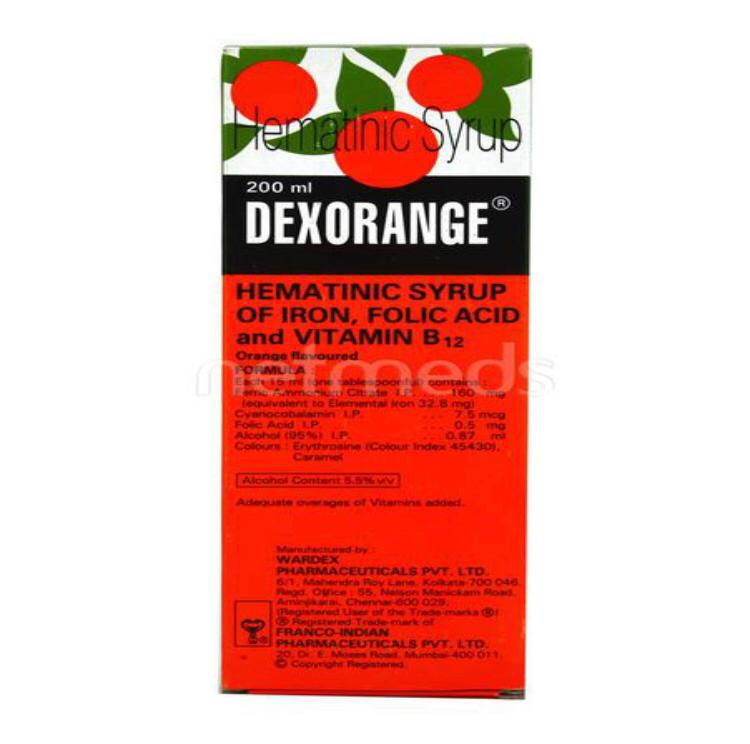 Hematinic Syrup
200 ml
DEXORANGE®
HEMATINIC SYRUP
OF IRON, FOLIC ACID
and VITAMIN B12
Orange flavoured
FORMULA
netmeds
Each 15 ml (one tablespoonful) contains :
Ferric Ammonium Citrate I.P. ... 160 mg
(equivalent to Elemental Iron 32.8 mg)
Cyanocobalamin I.P. ... 7.5 mcg
Folic Acid I.P. ... 0.5 mg
Alcohol (95%) I.P. ... 0.87 ml
Colours : Erythrosine (Colour Index 45430),
Caramel
Alcohol Content 5.5% v/v
Adequate overages of Vitamins added.
Manufactured by :
WARDEX
PHARMACEUTICALS PVT. LTD.
6/1, Mahendra Roy Lane, Kolkata-700 046.
Regd. Office : 55, Nelson Manickam Road,
Aminjikarai, Chennai-600 029.
(Registered User of the Trade-marks ®)
® Registered Trade-mark of
FRANCO-INDIAN
PHARMACEUTICALS PVT. LTD.
20, Dr. E. Moses Road, Mumbai-400 011.
© Copyright Registered.